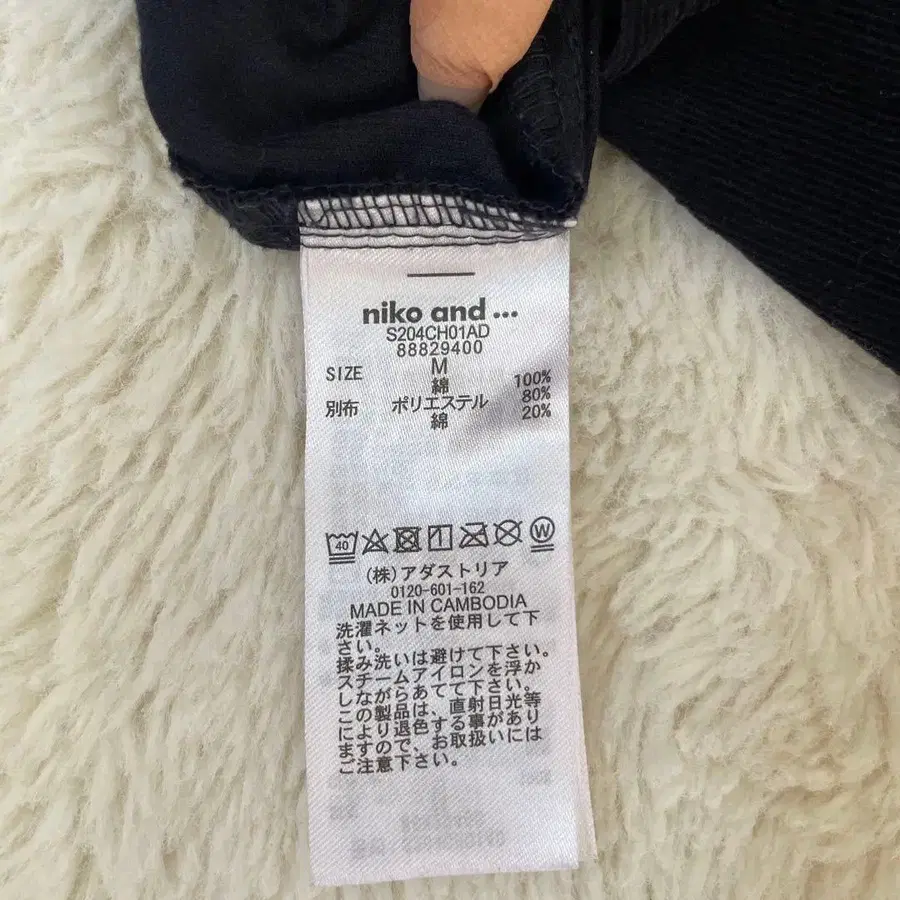 niko and ...
S204CH01AD
88829400
SIZE M
綿 100%
別布 ポリエステル 80%
綿 20%
40 W
(株)アダストリア
0120-601-162
MADE IN CAMBODIA
洗濯ネットを使用して下
さい。
揉み洗いは避けて下さい。
スチームアイロンを浮か
しながらあてて下さい。
この製品は、直射日光等
により退色する事があり
ますので、お取扱いには
ご注意下さい。